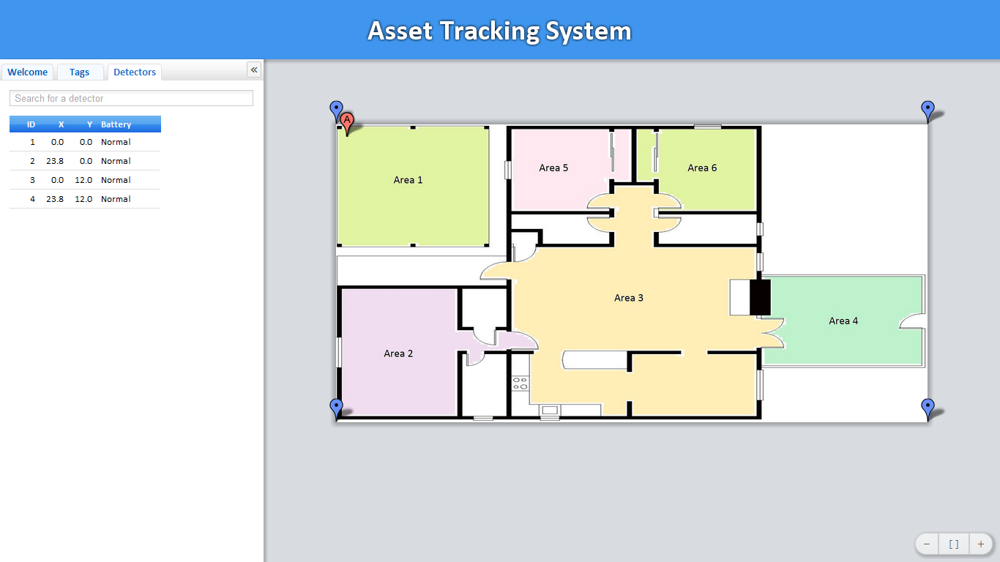 Asset Tracking System
Welcome Tags Detectors «
Search for a detector
ID X Y Battery
1 0.0 0.0 Normal
2 23.8 0.0 Normal
3 0.0 12.0 Normal
4 23.8 12.0 Normal
A
Area 5
Area 6
Area 1
Area 3
Area 4
Area 2
− [ ] +